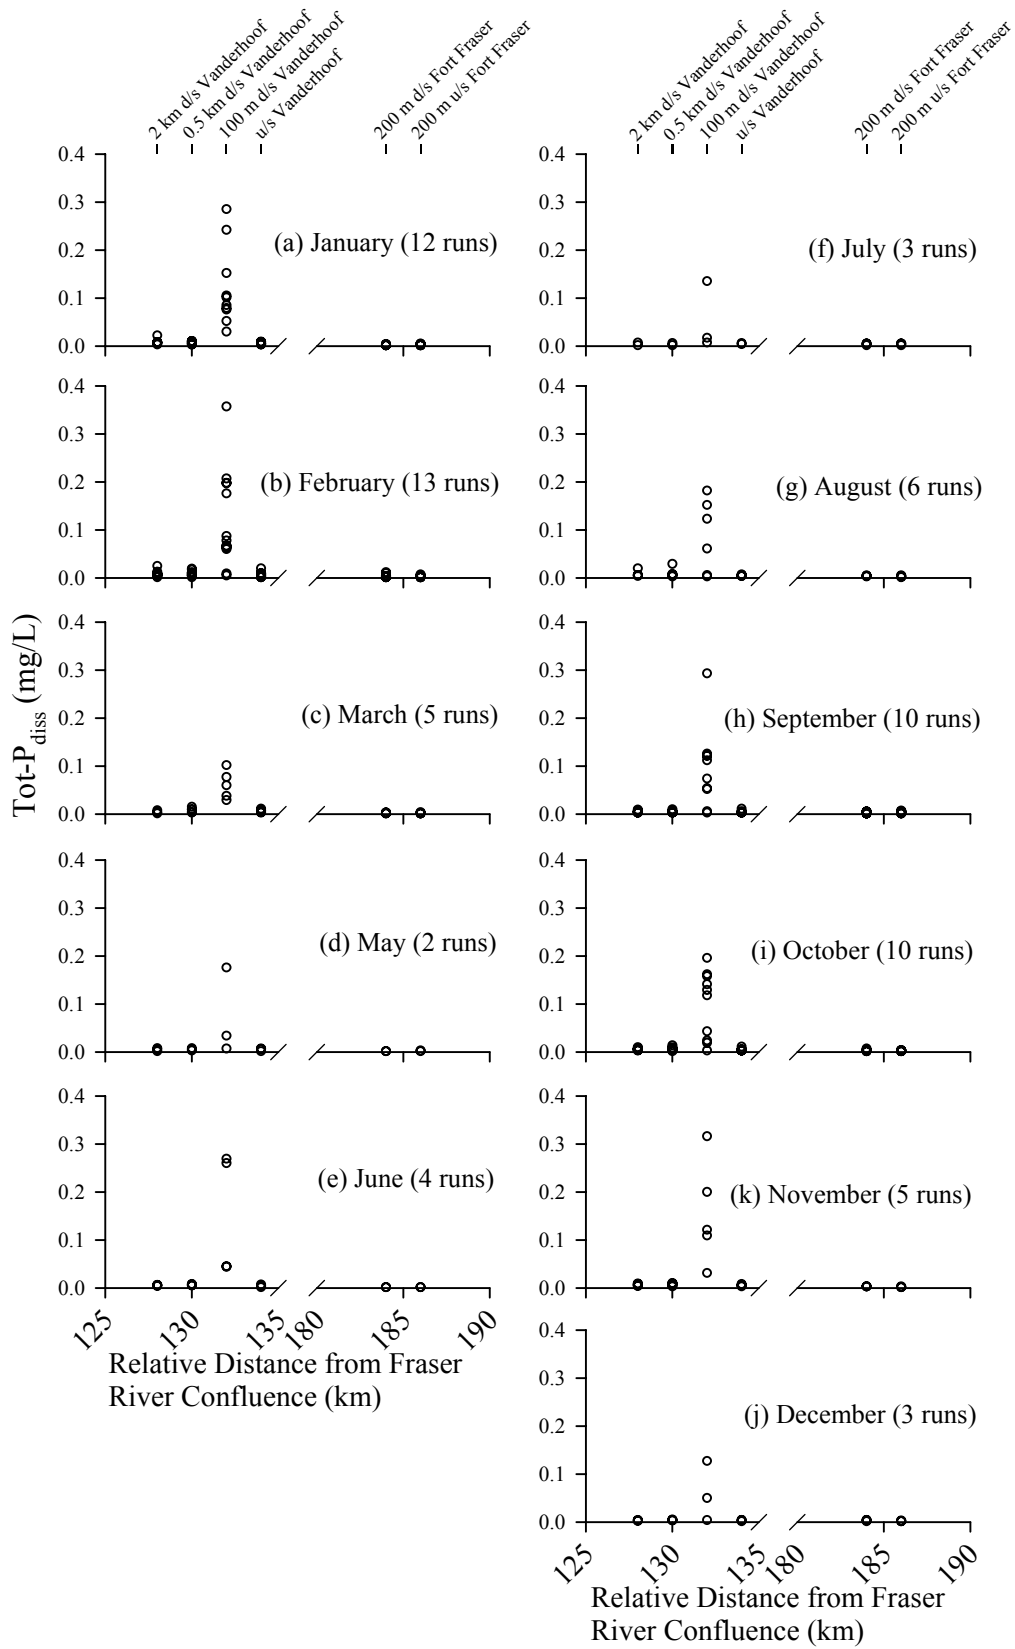 2 km d/s Vanderhoof
0.5 km d/s Vanderhoof
100 m d/s Vanderhoof
u/s Vanderhoof
200 m d/s Fort Fraser
200 m u/s Fort Fraser
2 km d/s Vanderhoof
0.5 km d/s Vanderhoof
100 m d/s Vanderhoof
u/s Vanderhoof
200 m d/s Fort Fraser
200 m u/s Fort Fraser
Tot-Pdiss (mg/L)
0.4
0.3
0.2
0.1
0.0
(a) January (12 runs)
0.4
0.3
0.2
0.1
0.0
(b) February (13 runs)
0.4
0.3
0.2
0.1
0.0
(c) March (5 runs)
0.4
0.3
0.2
0.1
0.0
(d) May (2 runs)
0.4
0.3
0.2
0.1
0.0
(e) June (4 runs)
125
130
135
180
185
190
Relative Distance from Fraser
River Confluence (km)
0.4
0.3
0.2
0.1
0.0
(f) July (3 runs)
0.4
0.3
0.2
0.1
0.0
(g) August (6 runs)
0.4
0.3
0.2
0.1
0.0
(h) September (10 runs)
0.4
0.3
0.2
0.1
0.0
(i) October (10 runs)
0.4
0.3
0.2
0.1
0.0
(k) November (5 runs)
0.4
0.3
0.2
0.1
0.0
(j) December (3 runs)
125
130
135
180
185
190
Relative Distance from Fraser
River Confluence (km)